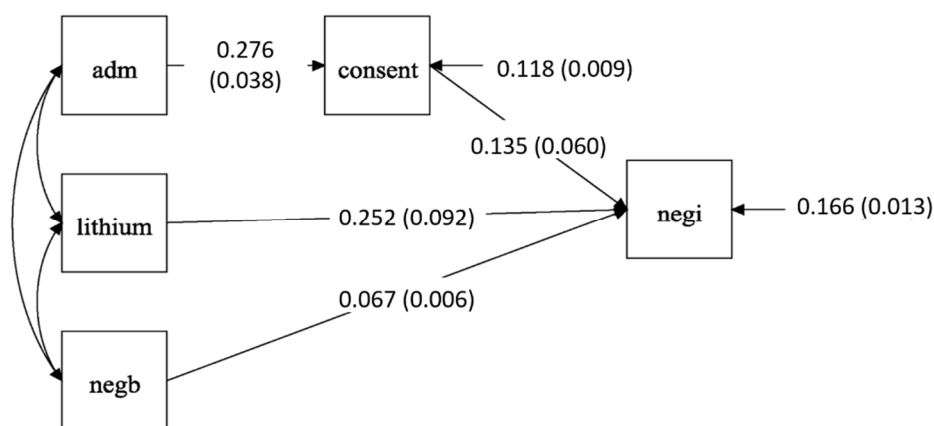 adm
0.276
(0.038)
consent
0.118 (0.009)
0.135 (0.060)
lithium
0.252 (0.092)
negi
0.166 (0.013)
0.067 (0.006)
negb